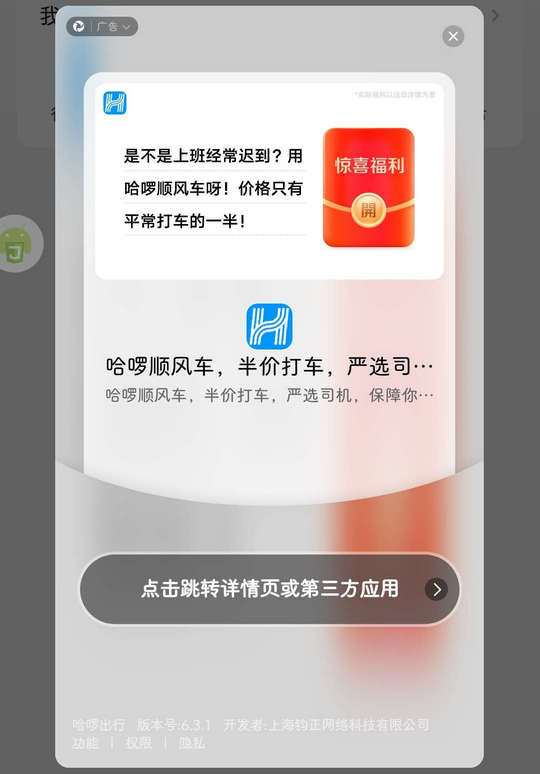 我
广告
*实际福利以活动详情为准
是不是上班经常迟到？用
哈啰顺风车呀！价格只有
平常打车的一半！
惊喜福利
開
哈啰顺风车，半价打车，严选司…
哈啰顺风车，半价打车，严选司机，保障你…
点击跳转详情页或第三方应用
哈啰出行 版本号:6.3.1 开发者:上海钧正网络科技有限公司
功能 | 权限 | 隐私